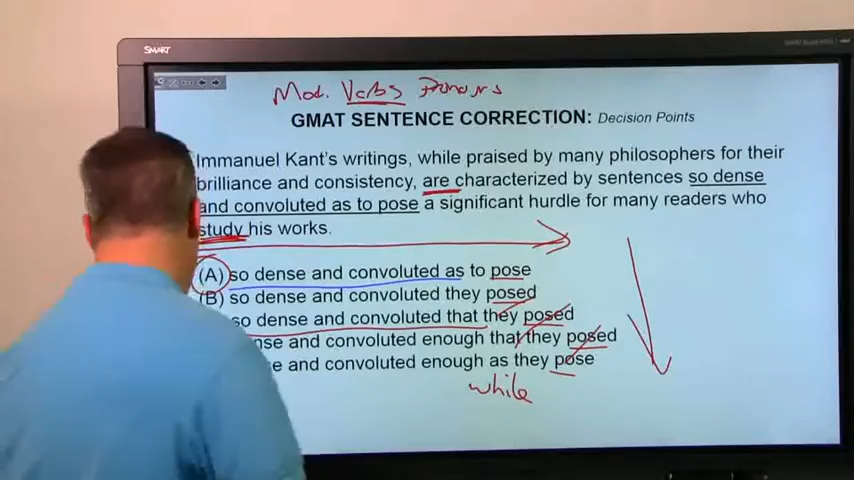 SMART
Mod. Verbs Pronouns
GMAT SENTENCE CORRECTION: Decision Points
Immanuel Kant's writings, while praised by many philosophers for their
brilliance and consistency, are characterized by sentences so dense
and convoluted as to pose a significant hurdle for many readers who
study his works.
(A) so dense and convoluted as to pose
(B) so dense and convoluted they posed
so dense and convoluted that they posed
and convoluted enough that they posed
and convoluted enough as they pose
while